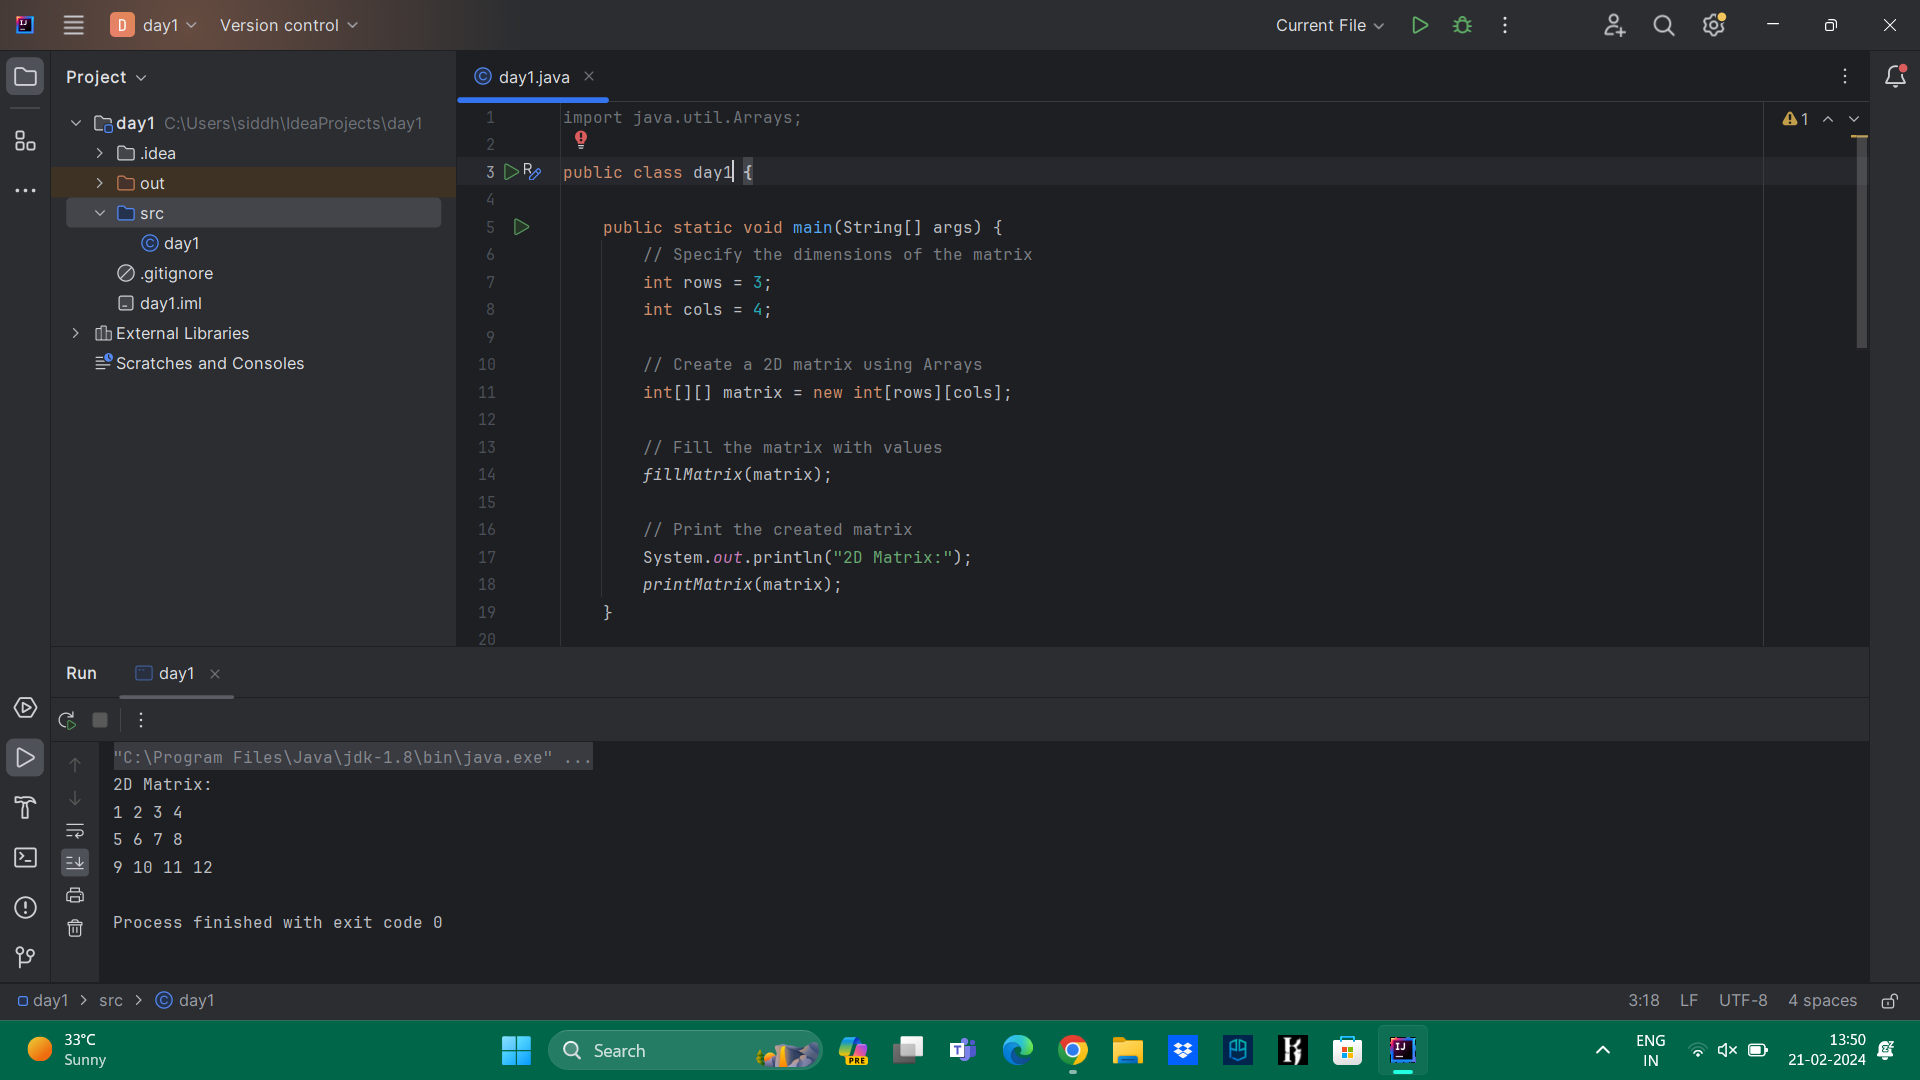 D day1 Version control Current File
Project
day1.java
day1 C:\Users\siddh\IdeaProjects\day1
.idea
out
src
day1
.gitignore
day1.iml
External Libraries
Scratches and Consoles
1 import java.util.Arrays;
2
3 public class day1 {
4
5 public static void main(String[] args) {
6 // Specify the dimensions of the matrix
7 int rows = 3;
8 int cols = 4;
9
10 // Create a 2D matrix using Arrays
11 int[][] matrix = new int[rows][cols];
12
13 // Fill the matrix with values
14 fillMatrix(matrix);
15
16 // Print the created matrix
17 System.out.println("2D Matrix:");
18 printMatrix(matrix);
19 }
20
1
Run day1
"C:\Program Files\Java\jdk-1.8\bin\java.exe" ...
2D Matrix:
1 2 3 4
5 6 7 8
9 10 11 12
Process finished with exit code 0
day1 > src > day1
3:18 LF UTF-8 4 spaces
33°C
Sunny
Search
PRE
ENG
IN
13:50
21-02-2024